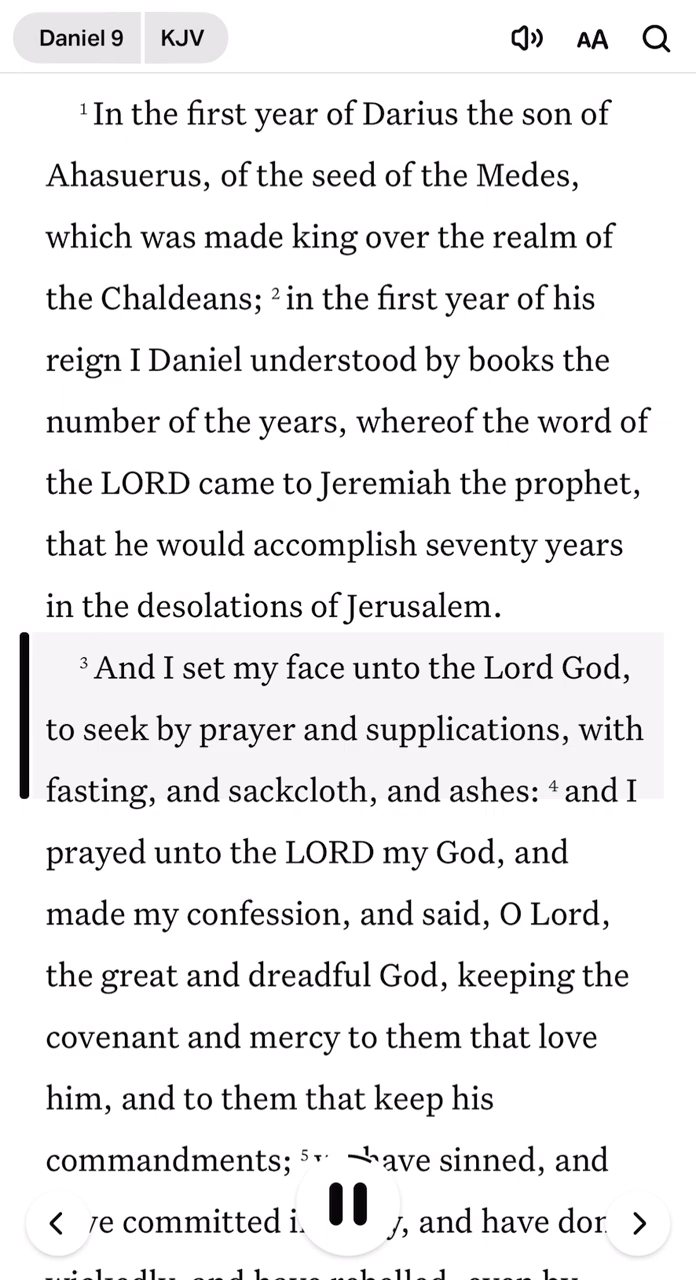 Daniel 9 KJV AA
1 In the first year of Darius the son of
Ahasuerus, of the seed of the Medes,
which was made king over the realm of
the Chaldeans; 2 in the first year of his
reign I Daniel understood by books the
number of the years, whereof the word of
the LORD came to Jeremiah the prophet,
that he would accomplish seventy years
in the desolations of Jerusalem.
3 And I set my face unto the Lord God,
to seek by prayer and supplications, with
fasting, and sackcloth, and ashes: 4 and I
prayed unto the LORD my God, and
made my confession, and said, O Lord,
the great and dreadful God, keeping the
covenant and mercy to them that love
him, and to them that keep his
commandments; 5 have sinned, and
committed and have